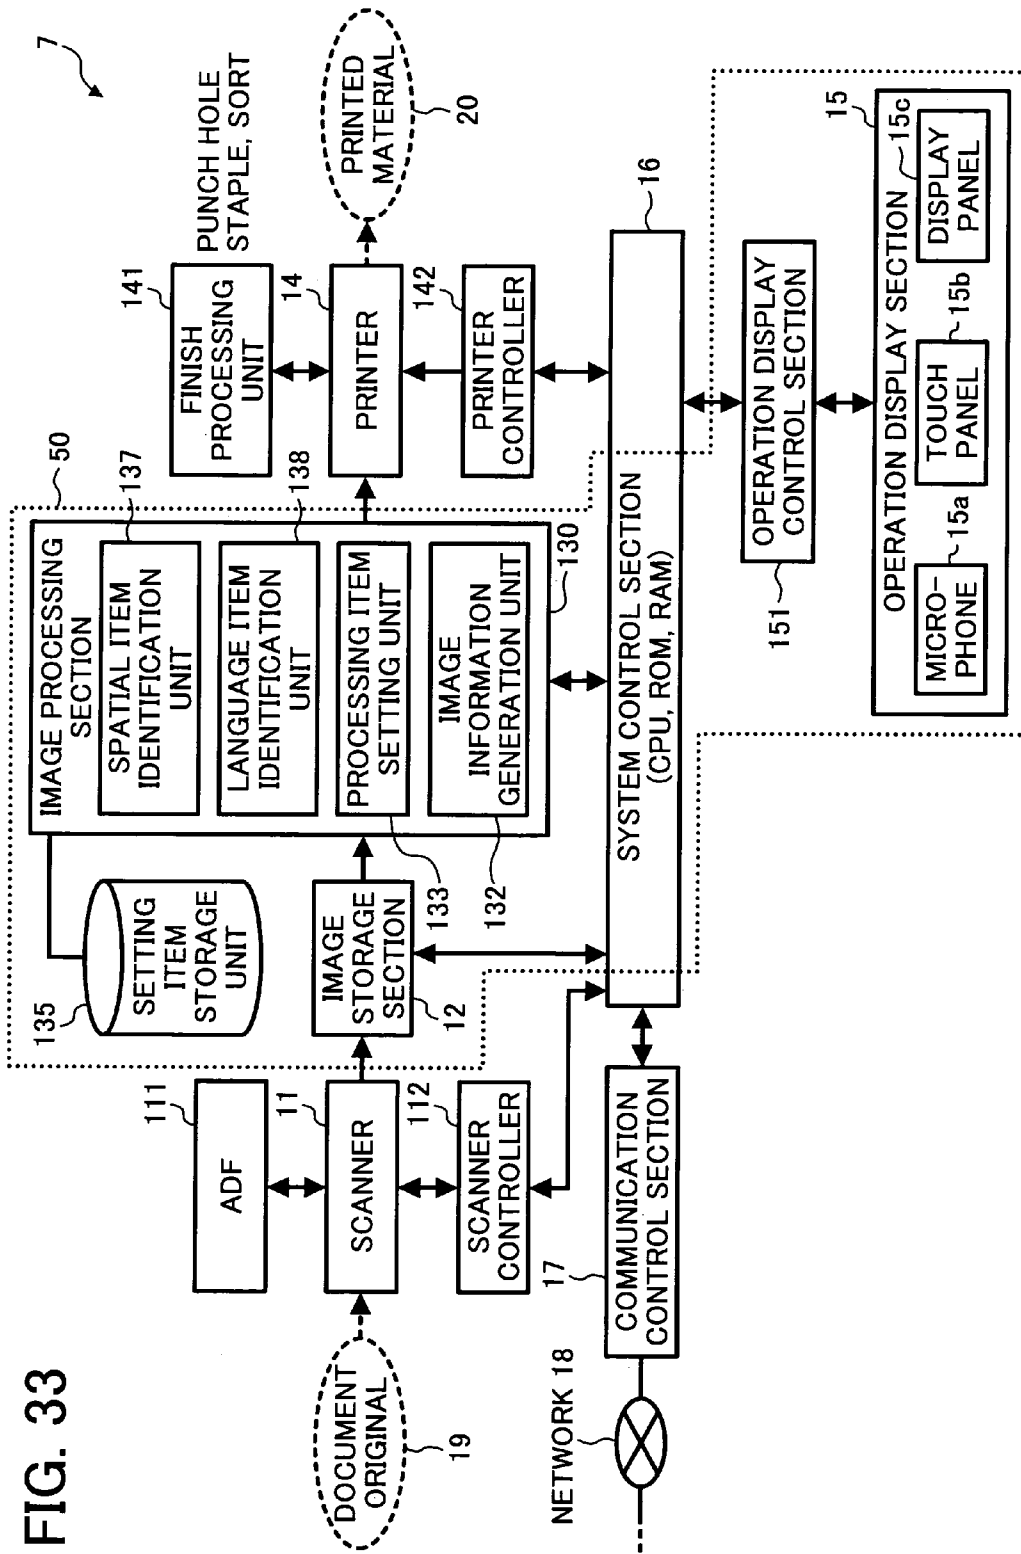 FIG. 33
7
DOCUMENT
ORIGINAL
19
ADF
111
SCANNER
11
SCANNER
CONTROLLER
112
SETTING
ITEM
STORAGE
UNIT
135
IMAGE
STORAGE
SECTION
12
50
IMAGE PROCESSING
SECTION
SPATIAL ITEM
IDENTIFICATION
UNIT
137
LANGUAGE ITEM
IDENTIFICATION
UNIT
138
PROCESSING ITEM
SETTING UNIT
133
IMAGE
INFORMATION
GENERATION UNIT
132
130
FINISH
PROCESSING
UNIT
141
PUNCH HOLE
STAPLE, SORT
PRINTER
14
PRINTED
MATERIAL
20
PRINTER
CONTROLLER
142
NETWORK 18
COMMUNICATION
CONTROL SECTION
17
SYSTEM CONTROL SECTION
(CPU, ROM, RAM)
16
OPERATION DISPLAY
CONTROL SECTION
151
OPERATION DISPLAY SECTION
15
MICRO-
PHONE
15a
TOUCH
PANEL
15b
DISPLAY
PANEL
15c